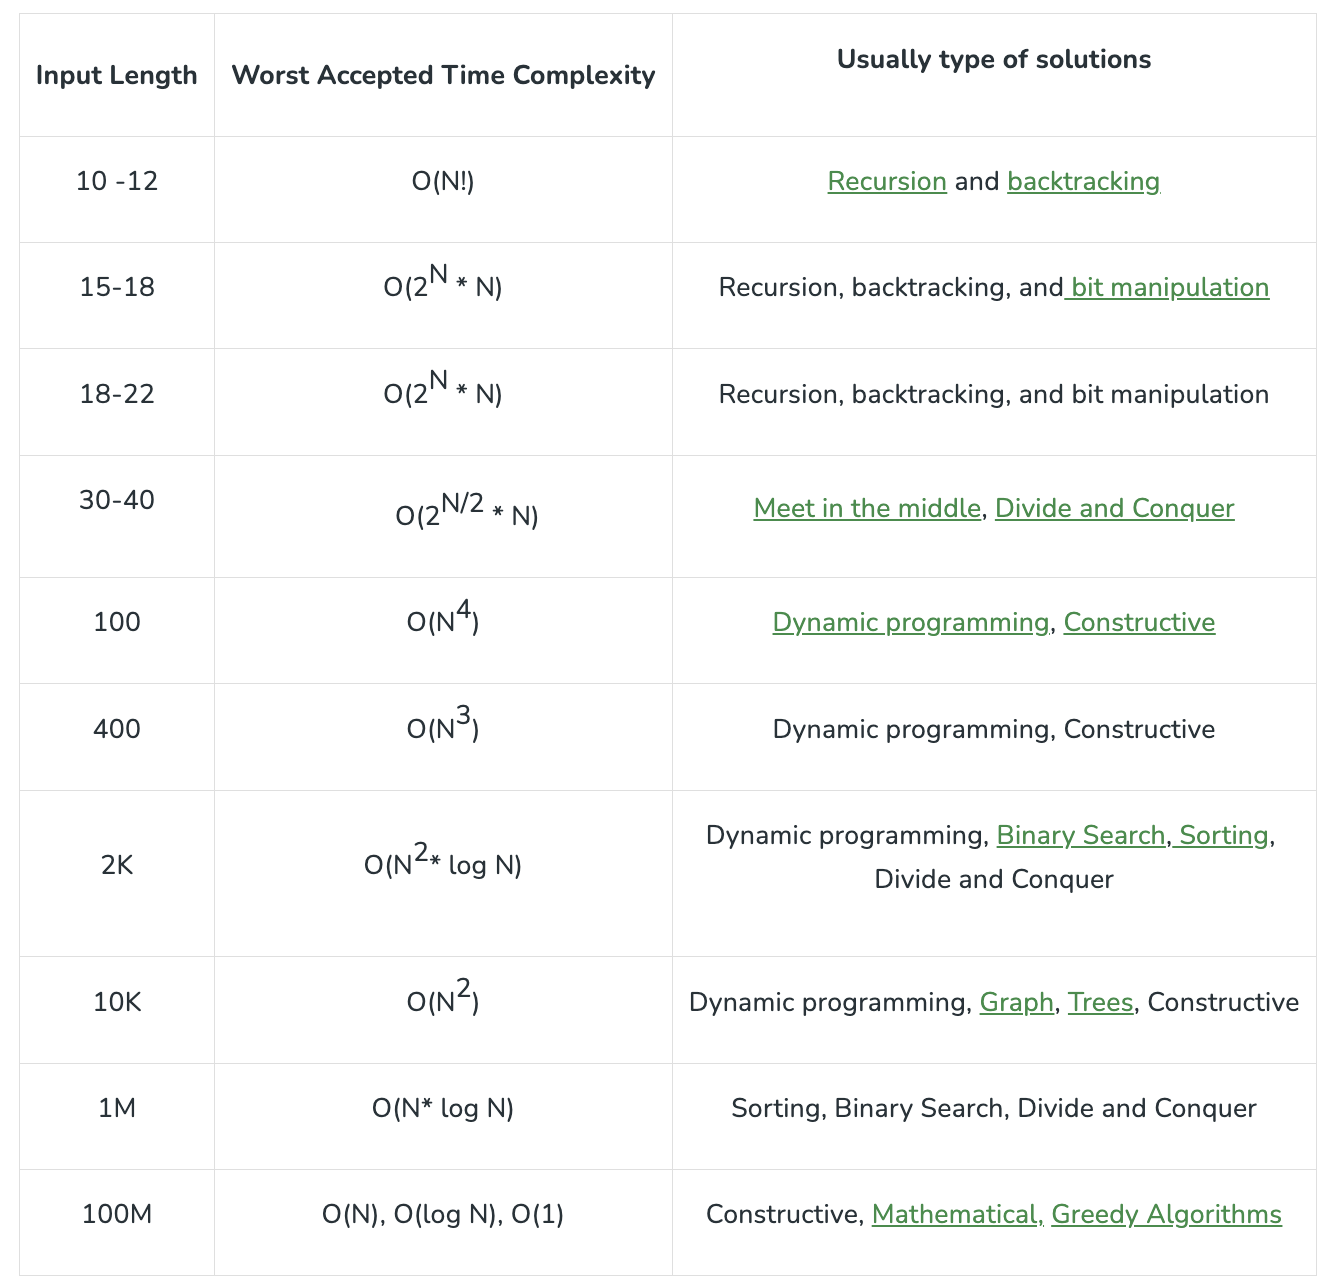 Input Length Worst Accepted Time Complexity Usually type of solutions
10 -12 O(N!) Recursion and backtracking
15-18 O(2^N * N) Recursion, backtracking, and bit manipulation
18-22 O(2^N * N) Recursion, backtracking, and bit manipulation
30-40 O(2^N/2 * N) Meet in the middle, Divide and Conquer
100 O(N^4) Dynamic programming, Constructive
400 O(N^3) Dynamic programming, Constructive
2K O(N^2* log N) Dynamic programming, Binary Search, Sorting,
Divide and Conquer
10K O(N^2) Dynamic programming, Graph, Trees, Constructive
1M O(N* log N) Sorting, Binary Search, Divide and Conquer
100M O(N), O(log N), O(1) Constructive, Mathematical, Greedy Algorithms